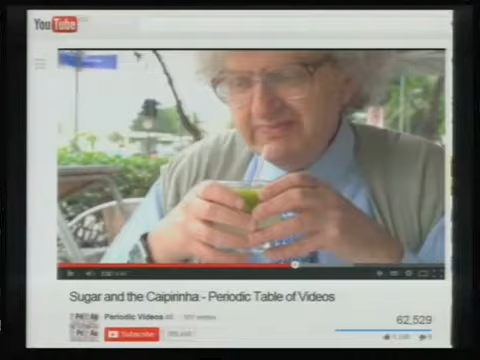 YouTube
Sugar and the Caipirinha - Periodic Table of Videos
Periodic Videos
Subscribe
62,529